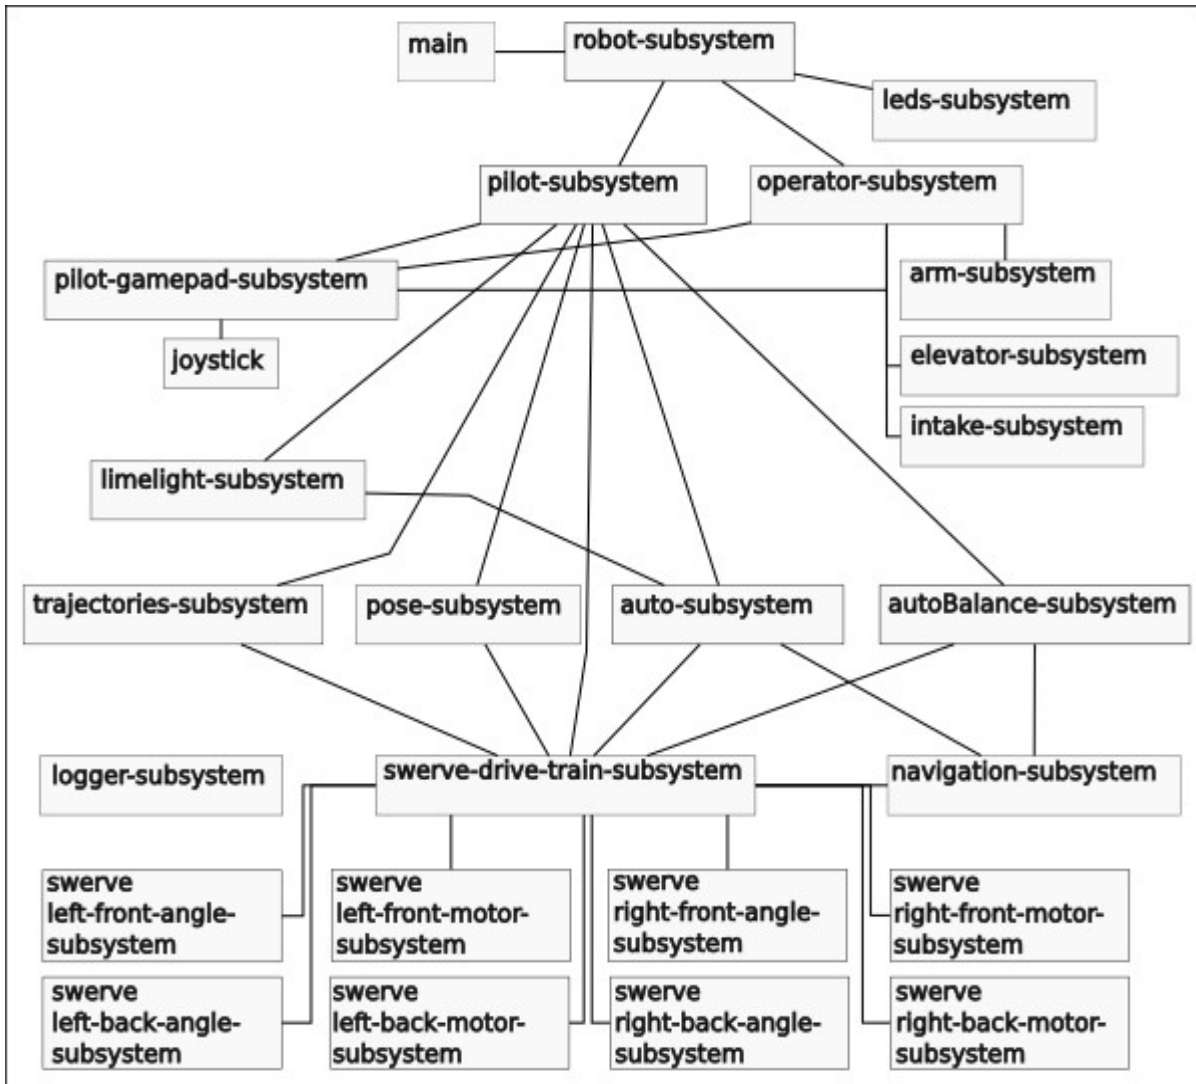 main
robot-subsystem
leds-subsystem
pilot-subsystem
operator-subsystem
pilot-gamepad-subsystem
arm-subsystem
joystick
elevator-subsystem
intake-subsystem
limelight-subsystem
trajectories-subsystem
pose-subsystem
auto-subsystem
autoBalance-subsystem
logger-subsystem
swerve-drive-train-subsystem
navigation-subsystem
swerve
left-front-angle-
subsystem
swerve
left-front-motor-
subsystem
swerve
right-front-angle-
subsystem
swerve
right-front-motor-
subsystem
swerve
left-back-angle-
subsystem
swerve
left-back-motor-
subsystem
swerve
right-back-angle-
subsystem
swerve
right-back-motor-
subsystem